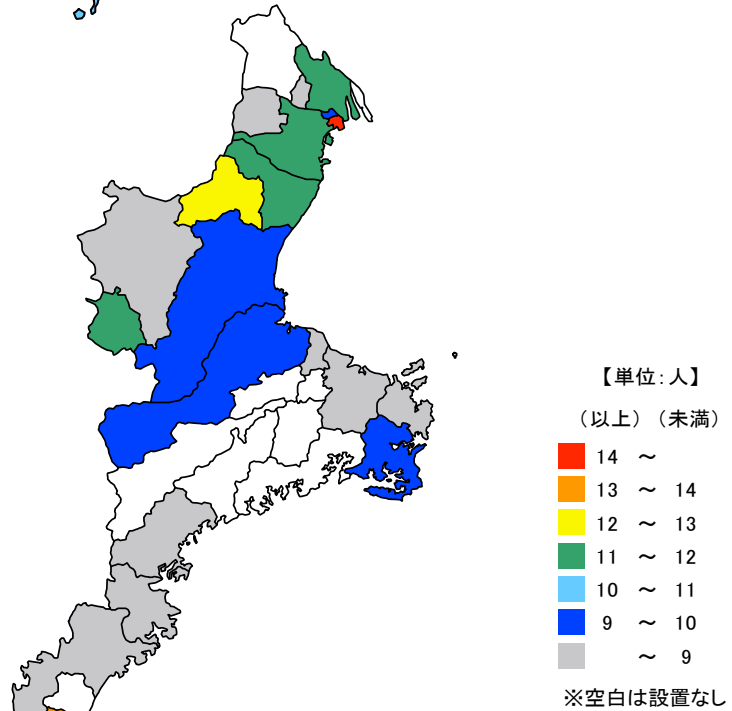 【単位：人】
（以上）（未満）
14 ～
13 ～ 14
12 ～ 13
11 ～ 12
10 ～ 11
9 ～ 10
～ 9
※空白は設置なし